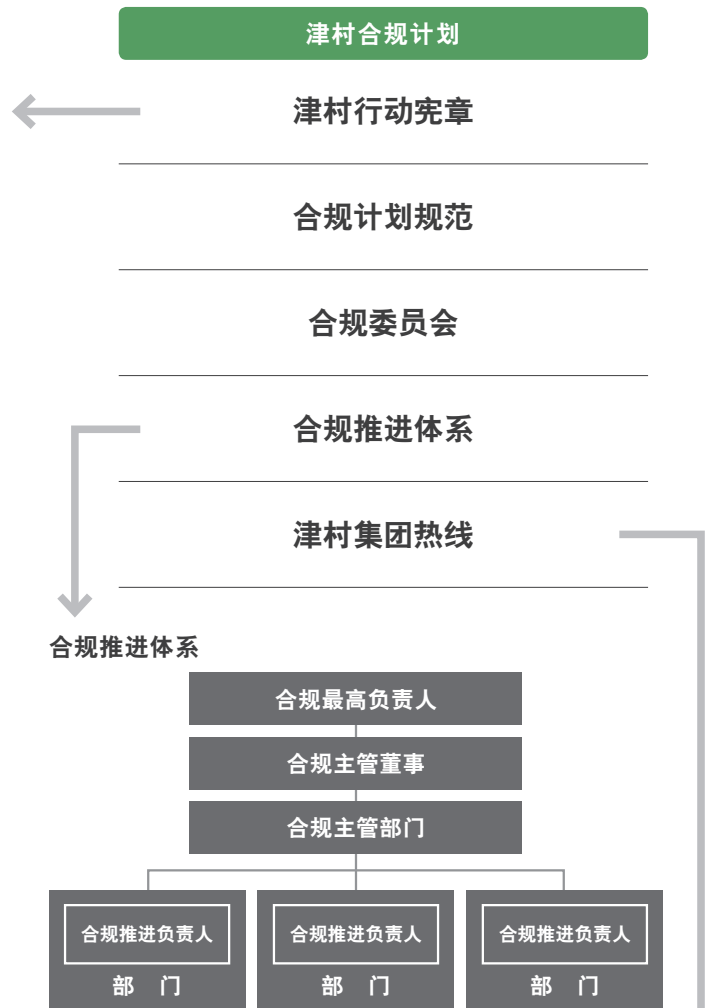 津村合规计划
津村行动宪章
合规计划规范
合规委员会
合规推进体系
津村集团热线
合规推进体系
合规最高负责人
合规主管董事
合规主管部门
合规推进负责人 合规推进负责人 合规推进负责人
部 门 部 门 部 门